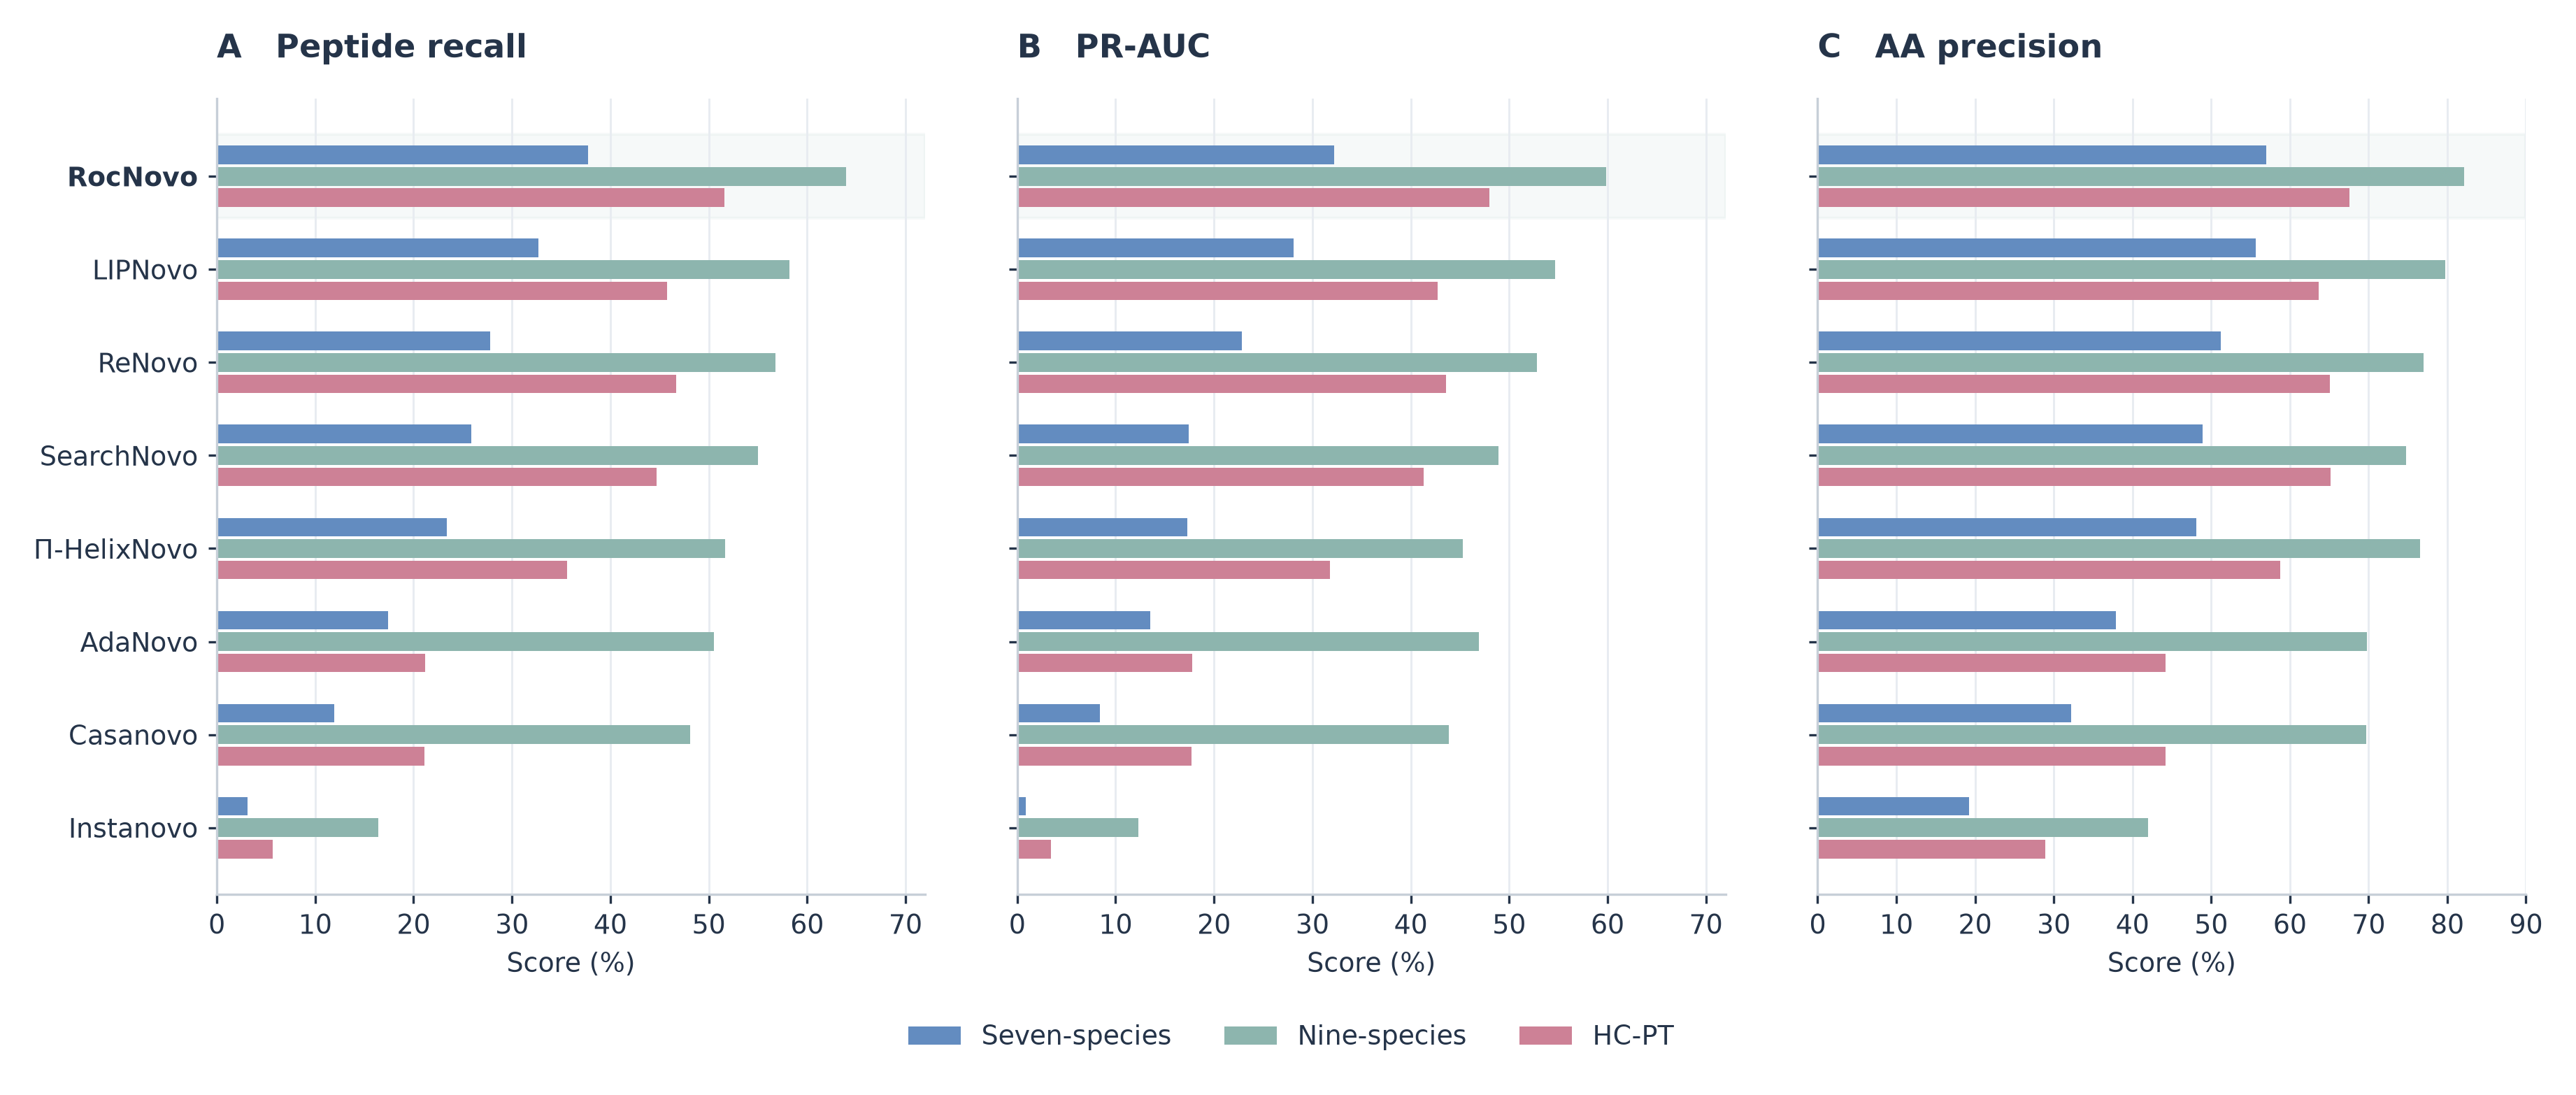 A Peptide recall
B PR-AUC
C AA precision
RocNovo
LIPNovo
ReNovo
SearchNovo
Π-HelixNovo
AdaNovo
Casanovo
Instanovo
0 10 20 30 40 50 60 70
0 10 20 30 40 50 60 70
0 10 20 30 40 50 60 70 80 90
Score (%)
Score (%)
Score (%)
Seven-species
Nine-species
HC-PT